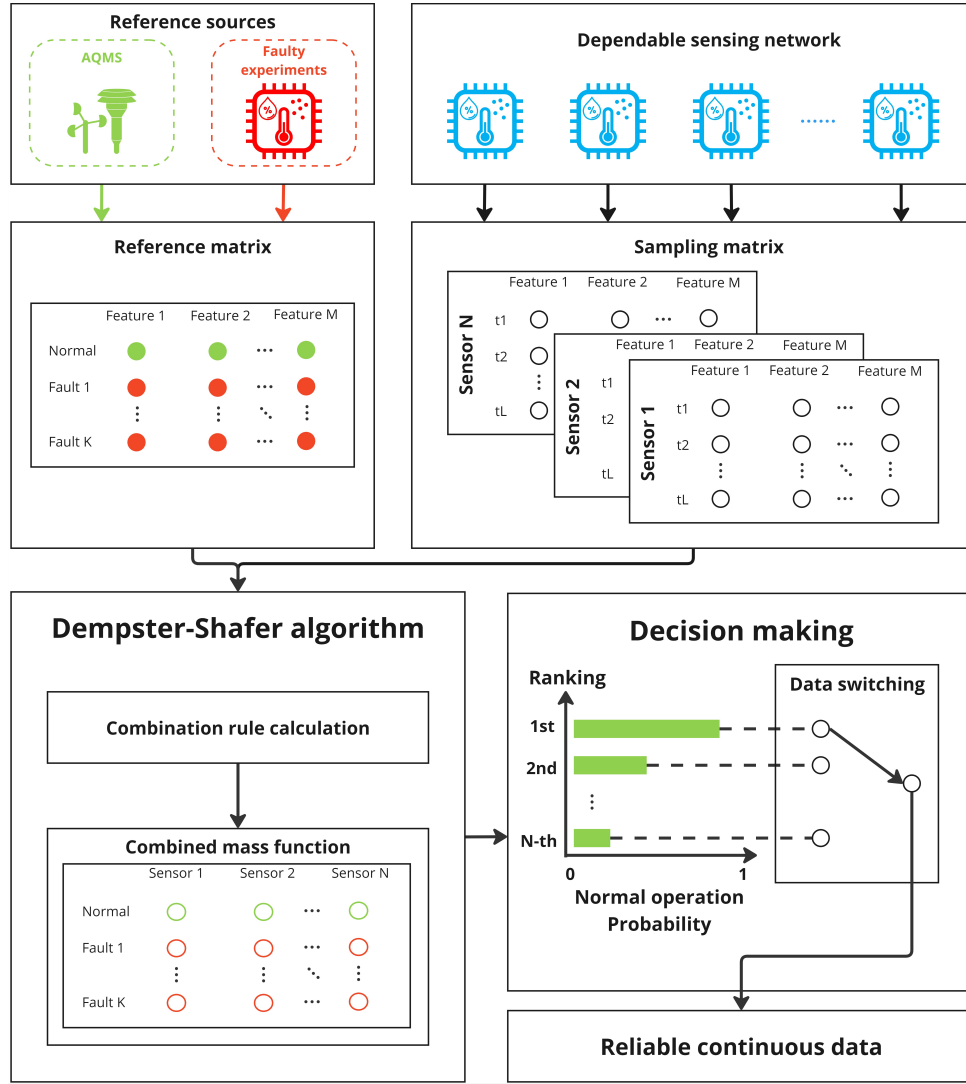 Reference sources
AQMS
Faulty
experiments
%
Dependable sensing network
%
%
%
......
%
Reference matrix
Feature 1 Feature 2 Feature M
Normal ...
Fault 1 ...
Fault K ...
Sampling matrix
Sensor N
Feature 1 Feature 2 Feature M
t1 ...
t2
tL
Sensor 2
Feature 1 Feature 2 Feature M
t1
t2
tL
Sensor 1
Feature 1 Feature 2 Feature M
t1 ...
t2 ...
tL ...
Dempster-Shafer algorithm
Combination rule calculation
Combined mass function
Sensor 1 Sensor 2 Sensor N
Normal ...
Fault 1 ...
Fault K ...
Decision making
Ranking
1st
2nd
N-th
0 1
Normal operation
Probability
Data switching
Reliable continuous data